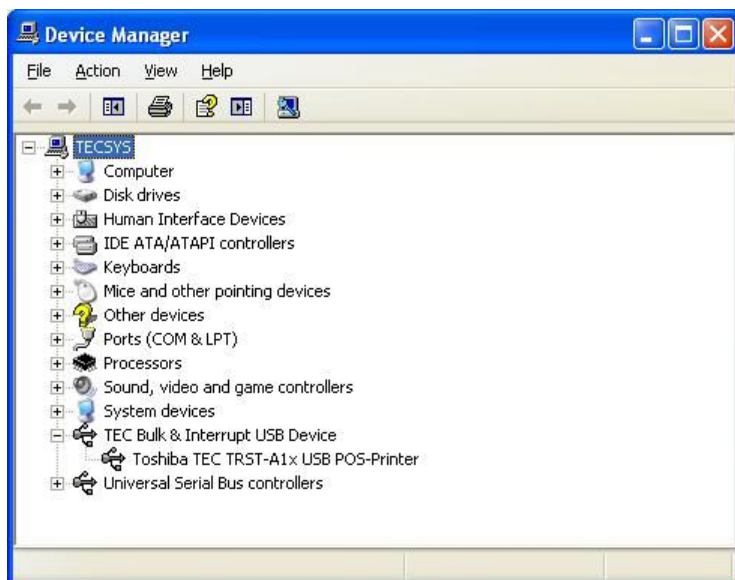 Device Manager
File Action View Help
TECSYS
Computer
Disk drives
Human Interface Devices
IDE ATA/ATAPI controllers
Keyboards
Mice and other pointing devices
Other devices
Ports (COM & LPT)
Processors
Sound, video and game controllers
System devices
TEC Bulk & Interrupt USB Device
Toshiba TEC TRST-A1x USB POS-Printer
Universal Serial Bus controllers